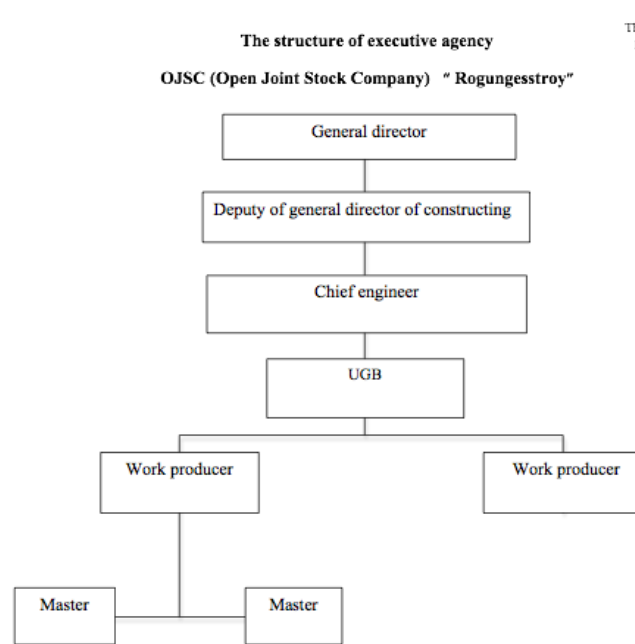 The structure of executive agency
OJSC (Open Joint Stock Company) “ Rogungesstroy”
General director
Deputy of general director of constructing
Chief engineer
UGB
Work producer
Work producer
Master
Master